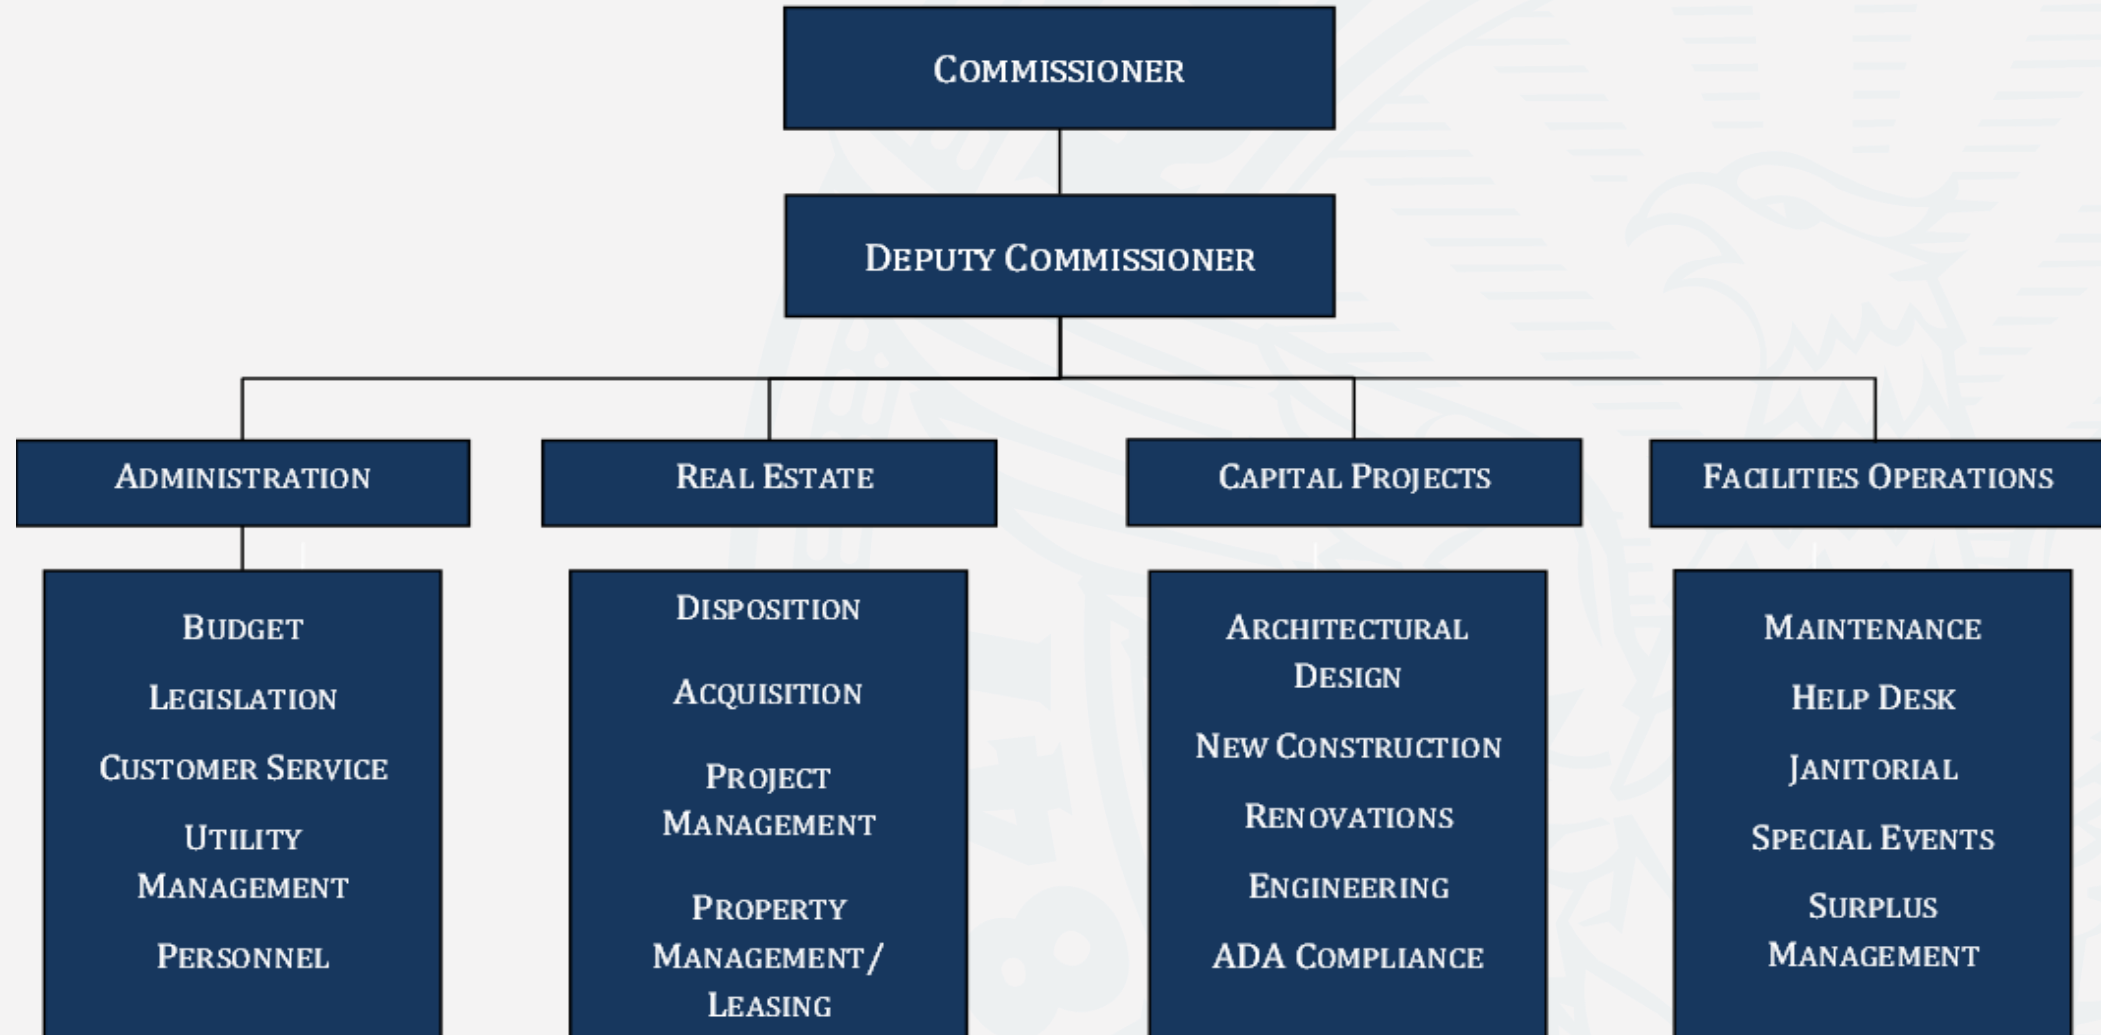 COMMISSIONER
DEPUTY COMMISSIONER
ADMINISTRATION
REAL ESTATE
CAPITAL PROJECTS
FACILITIES OPERATIONS
BUDGET
LEGISLATION
CUSTOMER SERVICE
UTILITY
MANAGEMENT
PERSONNEL
DISPOSITION
ACQUISITION
PROJECT
MANAGEMENT
PROPERTY
MANAGEMENT/
LEASING
ARCHITECTURAL
DESIGN
NEW CONSTRUCTION
RENOVATIONS
ENGINEERING
ADA COMPLIANCE
MAINTENANCE
HELP DESK
JANITORIAL
SPECIAL EVENTS
SURPLUS
MANAGEMENT